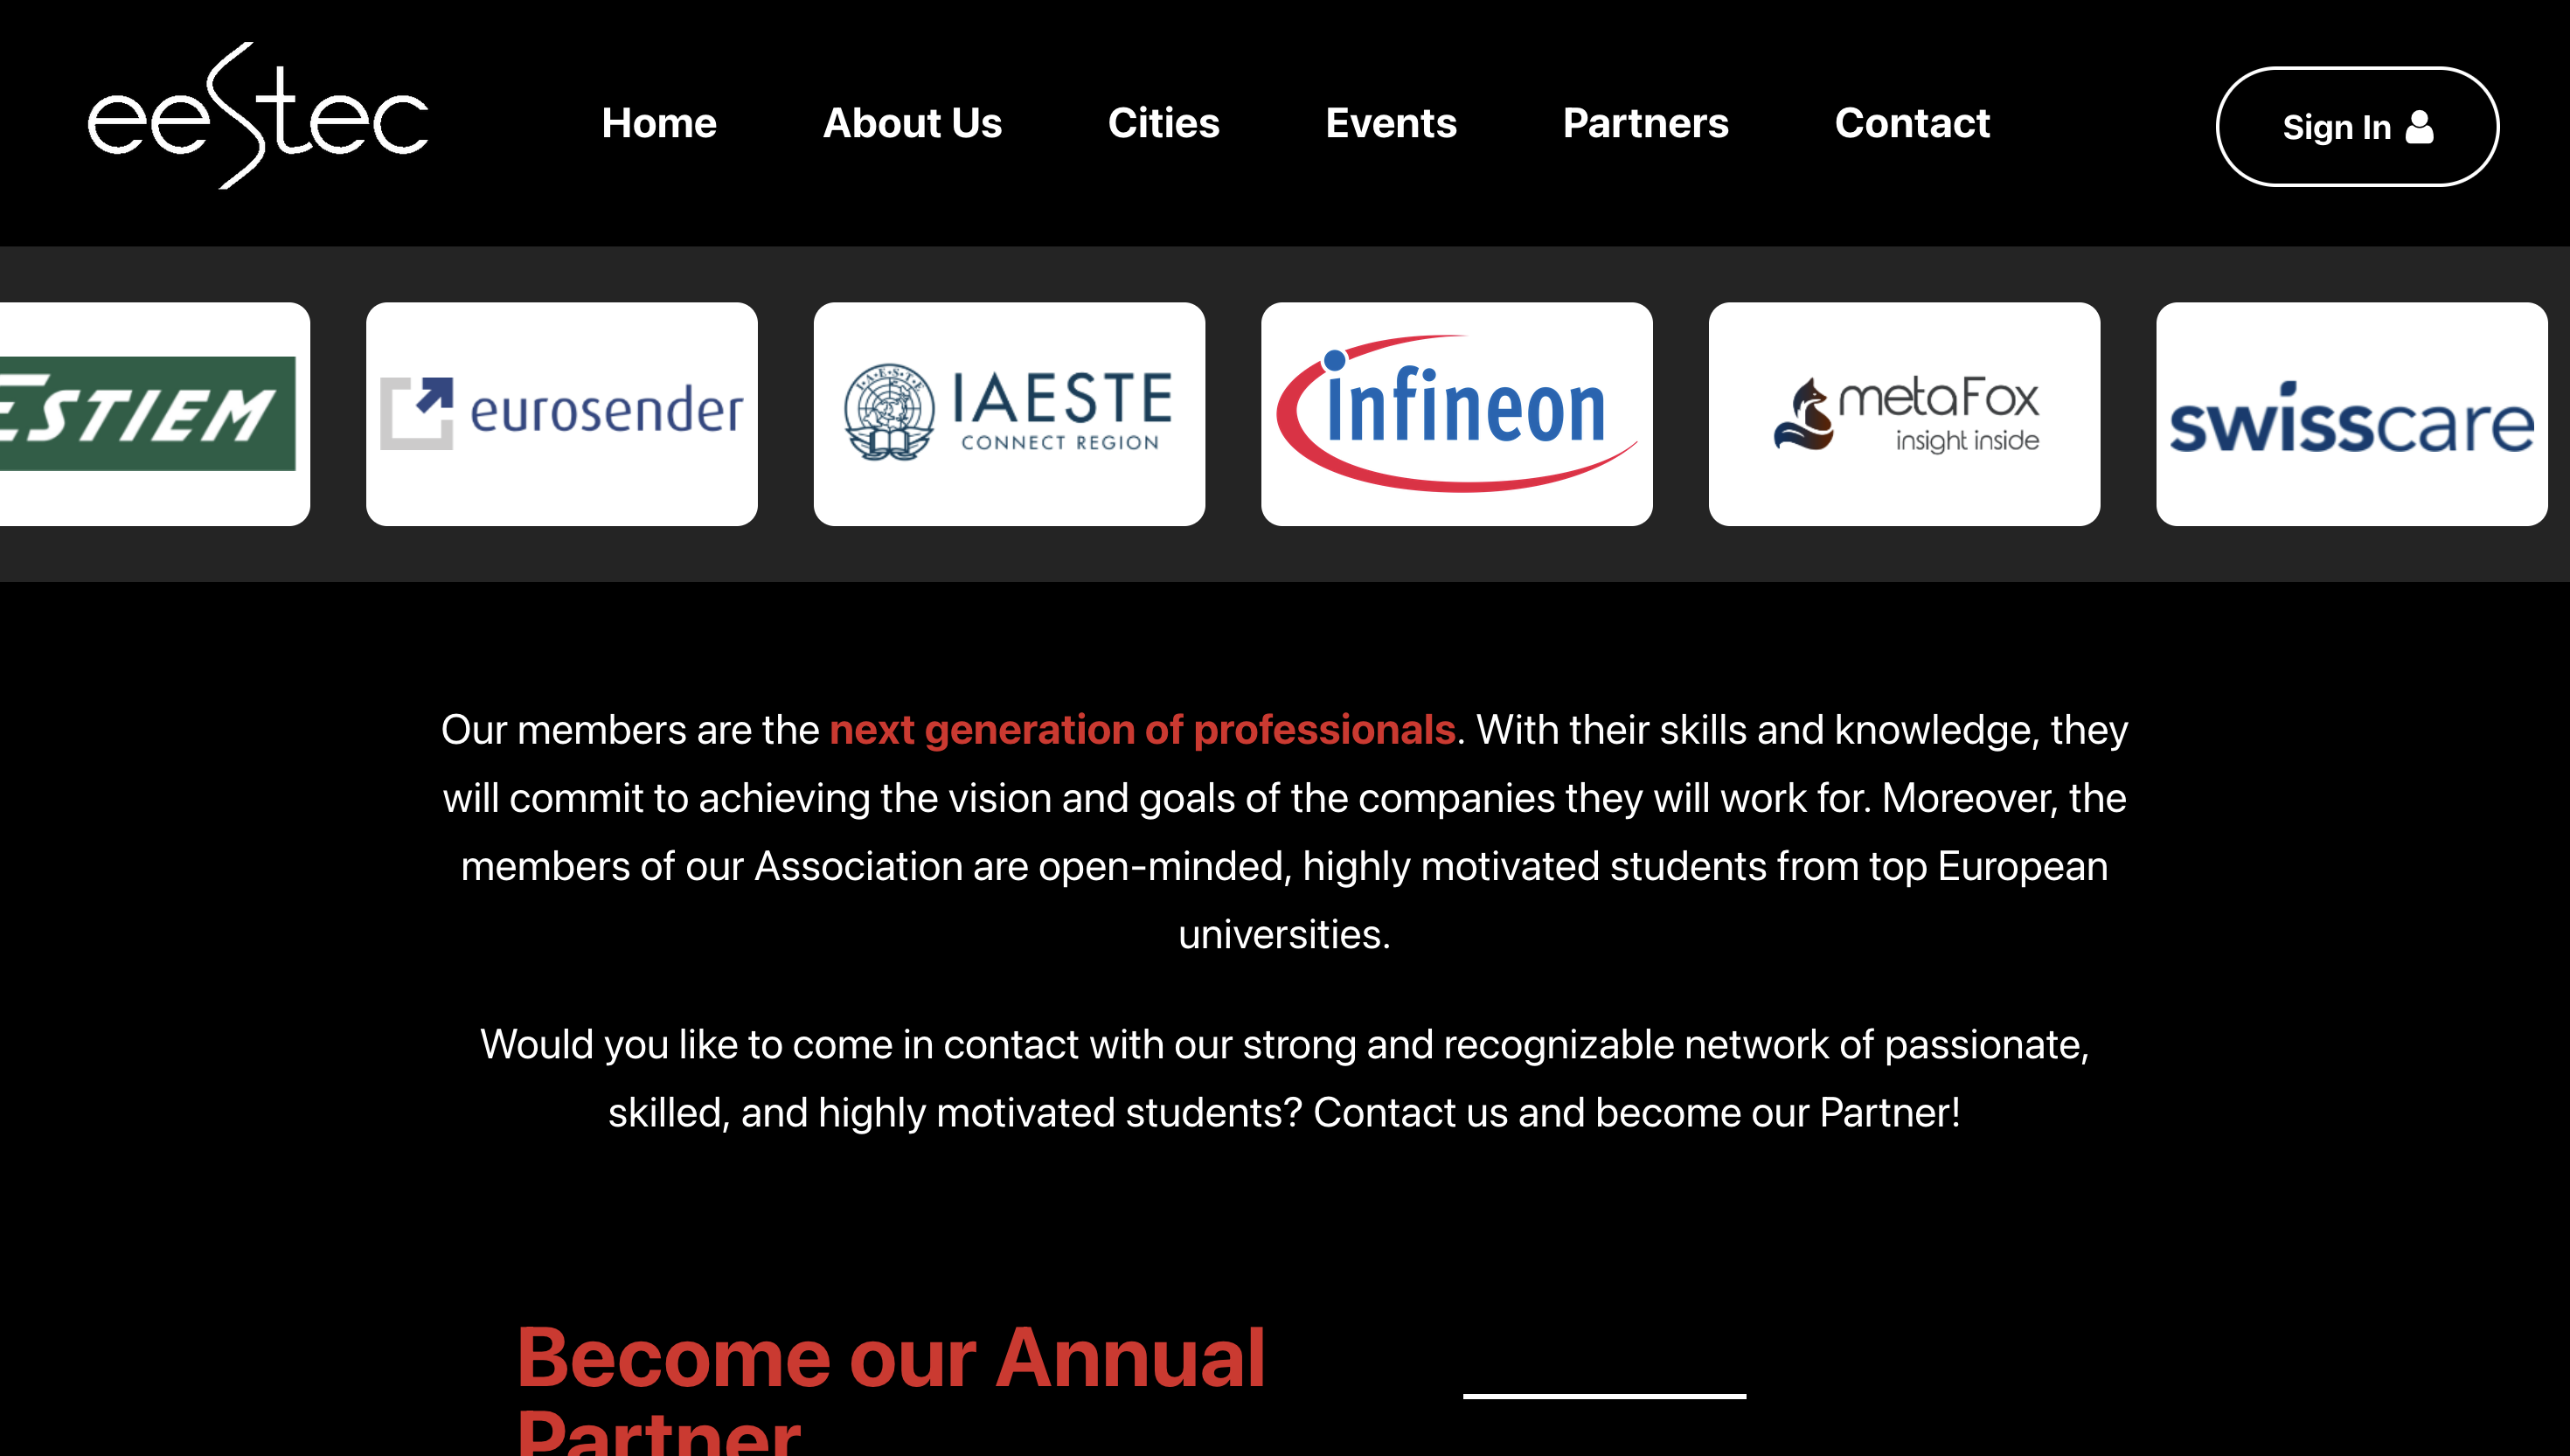 eestec
Home
About Us
Cities
Events
Partners
Contact
Sign In
ESTIEM
eurosender
I·A·E·S·T·E
IAESTE
CONNECT REGION
infineon
metaFox
insight inside
swisscare
Our members are the next generation of professionals. With their skills and knowledge, they
will commit to achieving the vision and goals of the companies they will work for. Moreover, the
members of our Association are open-minded, highly motivated students from top European
universities.
Would you like to come in contact with our strong and recognizable network of passionate,
skilled, and highly motivated students? Contact us and become our Partner!
Become our Annual
Partner